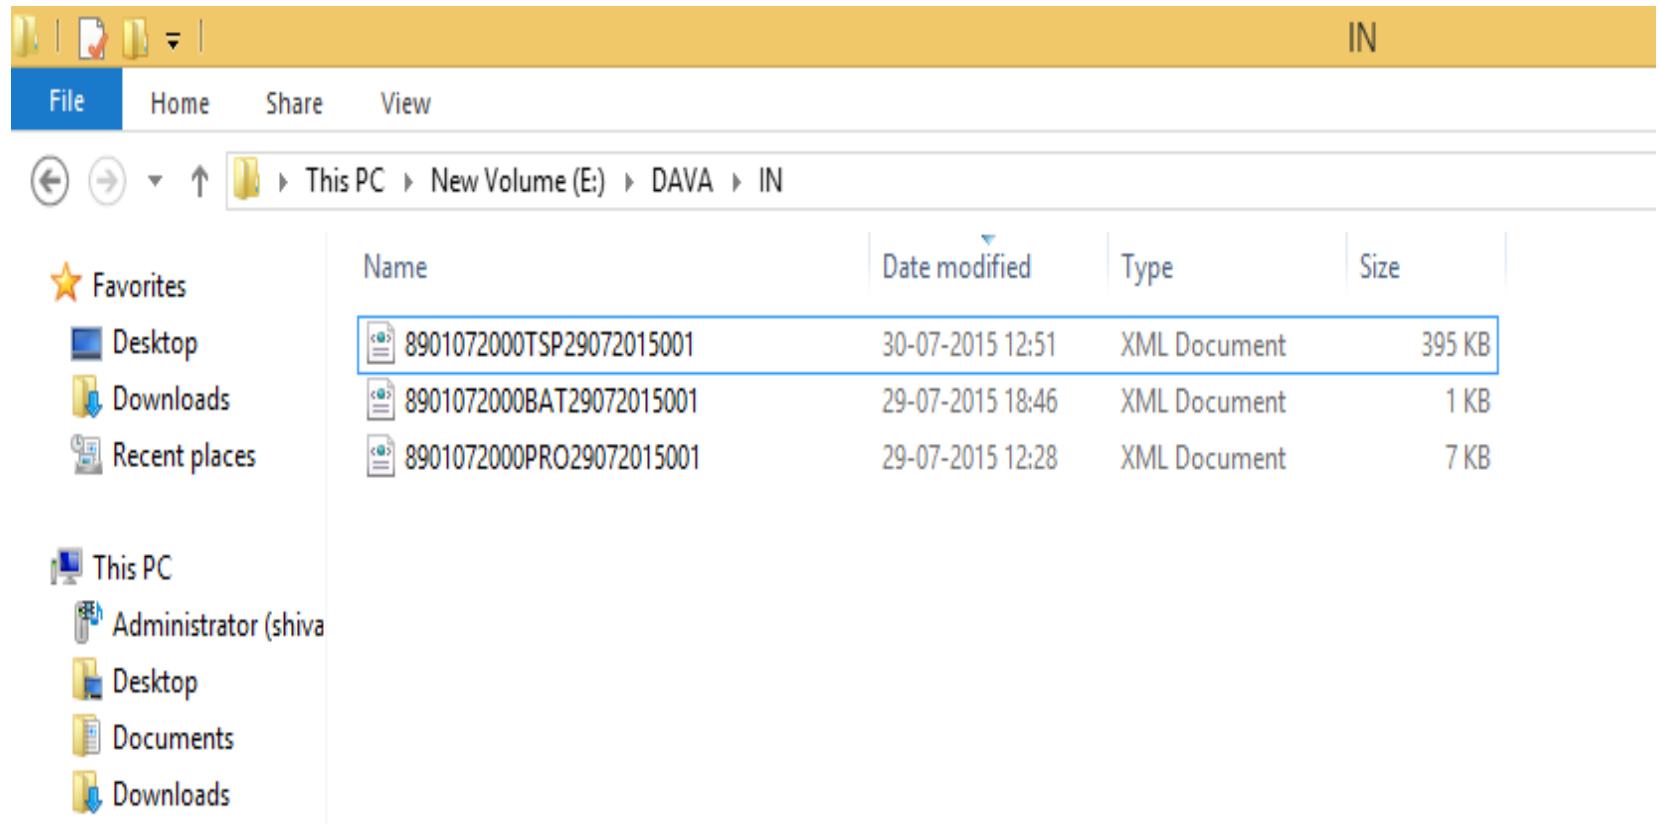 IN
File Home Share View
This PC New Volume (E:) DAVA IN
Name Date modified Type Size
8901072000TSP29072015001 30-07-2015 12:51 XML Document 395 KB
8901072000BAT29072015001 29-07-2015 18:46 XML Document 1 KB
8901072000PRO29072015001 29-07-2015 12:28 XML Document 7 KB
Favorites
Desktop
Downloads
Recent places
This PC
Administrator (shiva
Desktop
Documents
Downloads